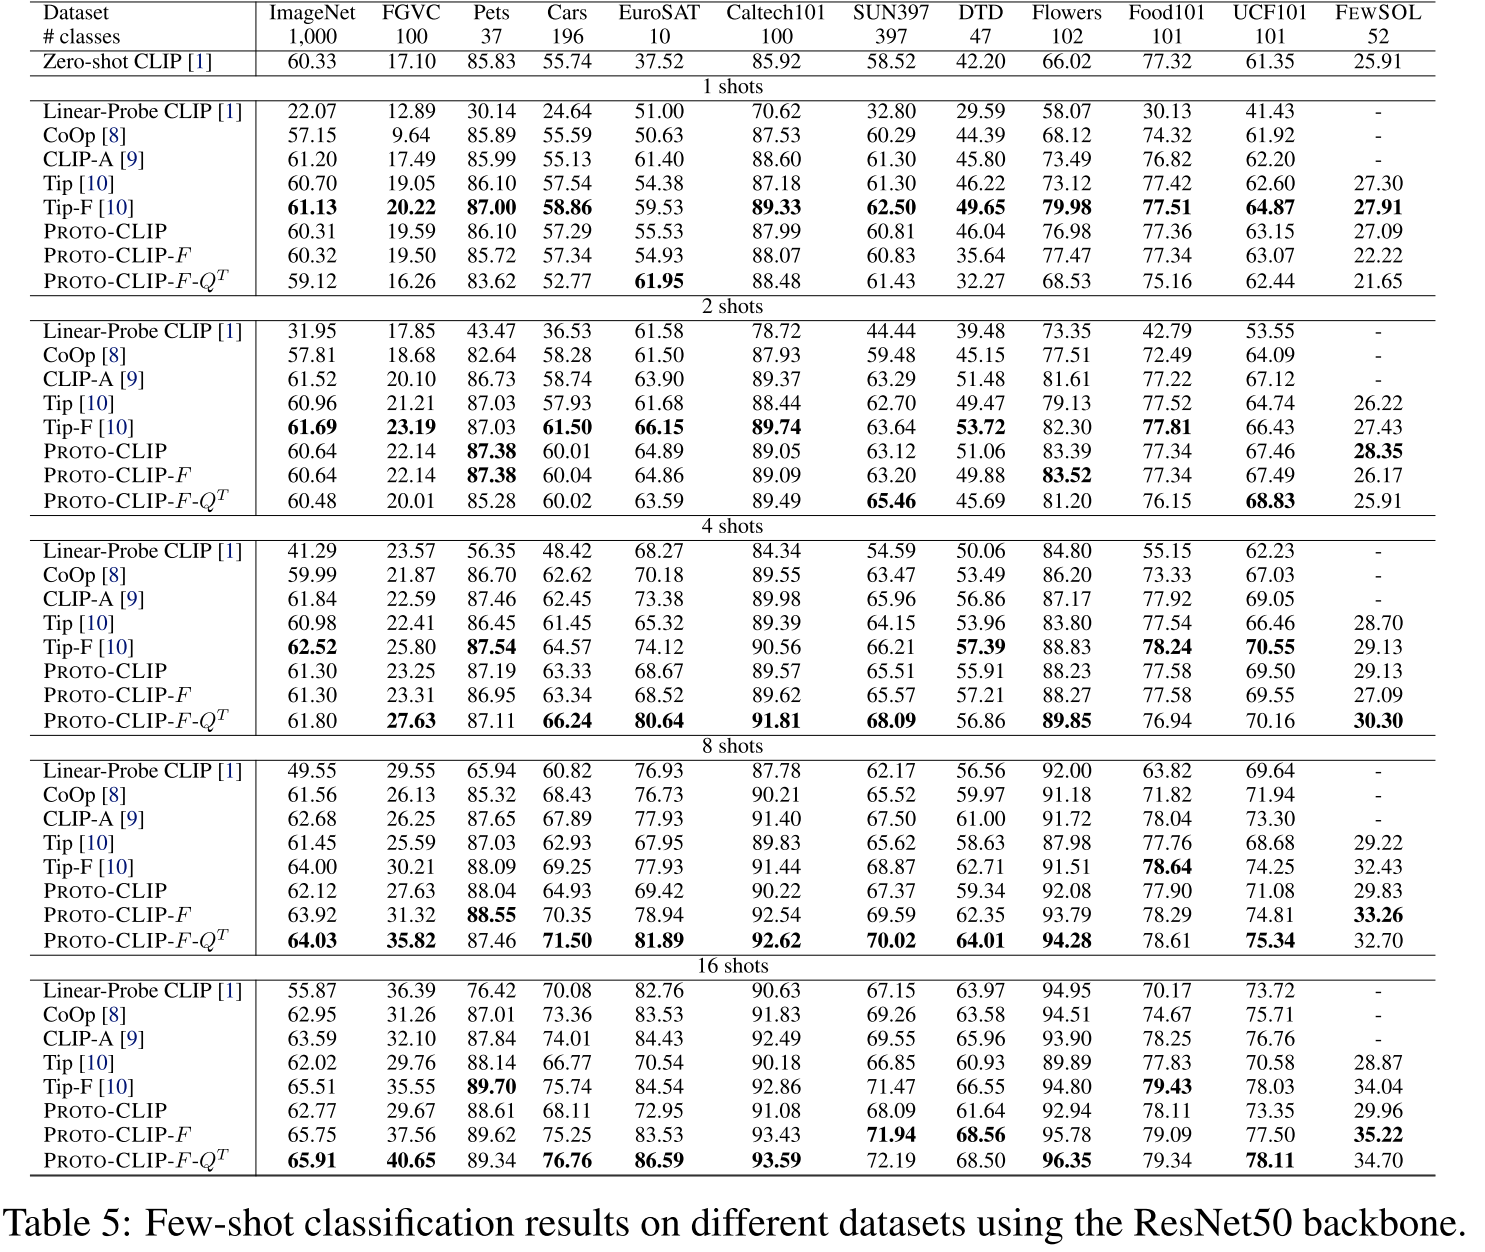 Dataset ImageNet FGVC Pets Cars EuroSAT Caltech101 SUN397 DTD Flowers Food101 UCF101 FEWSOL
# classes 1,000 100 37 196 10 100 397 47 102 101 101 52
Zero-shot CLIP [1] 60.33 17.10 85.83 55.74 37.52 85.92 58.52 42.20 66.02 77.32 61.35 25.91
1 shots
Linear-Probe CLIP [1] 22.07 12.89 30.14 24.64 51.00 70.62 32.80 29.59 58.07 30.13 41.43 -
CoOp [8] 57.15 9.64 85.89 55.59 50.63 87.53 60.29 44.39 68.12 74.32 61.92 -
CLIP-A [9] 61.20 17.49 85.99 55.13 61.40 88.60 61.30 45.80 73.49 76.82 62.20 -
Tip [10] 60.70 19.05 86.10 57.54 54.38 87.18 61.30 46.22 73.12 77.42 62.60 27.30
Tip-F [10] 61.13 20.22 87.00 58.86 59.53 89.33 62.50 49.65 79.98 77.51 64.87 27.91
PROTO-CLIP 60.31 19.59 86.10 57.29 55.53 87.99 60.81 46.04 76.98 77.36 63.15 27.09
PROTO-CLIP-F 60.32 19.50 85.72 57.34 54.93 88.07 60.83 35.64 77.47 77.34 63.07 22.22
PROTO-CLIP-F-Q^T 59.12 16.26 83.62 52.77 61.95 88.48 61.43 32.27 68.53 75.16 62.44 21.65
2 shots
Linear-Probe CLIP [1] 31.95 17.85 43.47 36.53 61.58 78.72 44.44 39.48 73.35 42.79 53.55 -
CoOp [8] 57.81 18.68 82.64 58.28 61.50 87.93 59.48 45.15 77.51 72.49 64.09 -
CLIP-A [9] 61.52 20.10 86.73 58.74 63.90 89.37 63.29 51.48 81.61 77.22 67.12 -
Tip [10] 60.96 21.21 87.03 57.93 61.68 88.44 62.70 49.47 79.13 77.52 64.74 26.22
Tip-F [10] 61.69 23.19 87.03 61.50 66.15 89.74 63.64 53.72 82.30 77.81 66.43 27.43
PROTO-CLIP 60.64 22.14 87.38 60.01 64.89 89.05 63.12 51.06 83.39 77.34 67.46 28.35
PROTO-CLIP-F 60.64 22.14 87.38 60.04 64.86 89.09 63.20 49.88 83.52 77.34 67.49 26.17
PROTO-CLIP-F-Q^T 60.48 20.01 85.28 60.02 63.59 89.49 65.46 45.69 81.20 76.15 68.83 25.91
4 shots
Linear-Probe CLIP [1] 41.29 23.57 56.35 48.42 68.27 84.34 54.59 50.06 84.80 55.15 62.23 -
CoOp [8] 59.99 21.87 86.70 62.62 70.18 89.55 63.47 53.49 86.20 73.33 67.03 -
CLIP-A [9] 61.84 22.59 87.46 62.45 73.38 89.98 65.96 56.86 87.17 77.92 69.05 -
Tip [10] 60.98 22.41 86.45 61.45 65.32 89.39 64.15 53.96 83.80 77.54 66.46 28.70
Tip-F [10] 62.52 25.80 87.54 64.57 74.12 90.56 66.21 57.39 88.83 78.24 70.55 29.13
PROTO-CLIP 61.30 23.25 87.19 63.33 68.67 89.57 65.51 55.91 88.23 77.58 69.50 29.13
PROTO-CLIP-F 61.30 23.31 86.95 63.34 68.52 89.62 65.57 57.21 88.27 77.58 69.55 27.09
PROTO-CLIP-F-Q^T 61.80 27.63 87.11 66.24 80.64 91.81 68.09 56.86 89.85 76.94 70.16 30.30
8 shots
Linear-Probe CLIP [1] 49.55 29.55 65.94 60.82 76.93 87.78 62.17 56.56 92.00 63.82 69.64 -
CoOp [8] 61.56 26.13 85.32 68.43 76.73 90.21 65.52 59.97 91.18 71.82 71.94 -
CLIP-A [9] 62.68 26.25 87.65 67.89 77.93 91.40 67.50 61.00 91.72 78.04 73.30 -
Tip [10] 61.45 25.59 87.03 62.93 67.95 89.83 65.62 58.63 87.98 77.76 68.68 29.22
Tip-F [10] 64.00 30.21 88.09 69.25 77.93 91.44 68.87 62.71 91.51 78.64 74.25 32.43
PROTO-CLIP 62.12 27.63 88.04 64.93 69.42 90.22 67.37 59.34 92.08 77.90 71.08 29.83
PROTO-CLIP-F 63.92 31.32 88.55 70.35 78.94 92.54 69.59 62.35 93.79 78.29 74.81 33.26
PROTO-CLIP-F-Q^T 64.03 35.82 87.46 71.50 81.89 92.62 70.02 64.01 94.28 78.61 75.34 32.70
16 shots
Linear-Probe CLIP [1] 55.87 36.39 76.42 70.08 82.76 90.63 67.15 63.97 94.95 70.17 73.72 -
CoOp [8] 62.95 31.26 87.01 73.36 83.53 91.83 69.26 63.58 94.51 74.67 75.71 -
CLIP-A [9] 63.59 32.10 87.84 74.01 84.43 92.49 69.55 65.96 93.90 78.25 76.76 -
Tip [10] 62.02 29.76 88.14 66.77 70.54 90.18 66.85 60.93 89.89 77.83 70.58 28.87
Tip-F [10] 65.51 35.55 89.70 75.74 84.54 92.86 71.47 66.55 94.80 79.43 78.03 34.04
PROTO-CLIP 62.77 29.67 88.61 68.11 72.95 91.08 68.09 61.64 92.94 78.11 73.35 29.96
PROTO-CLIP-F 65.75 37.56 89.62 75.25 83.53 93.43 71.94 68.56 95.78 79.09 77.50 35.22
PROTO-CLIP-F-Q^T 65.91 40.65 89.34 76.76 86.59 93.59 72.19 68.50 96.35 79.34 78.11 34.70
Table 5: Few-shot classification results on different datasets using the ResNet50 backbone.